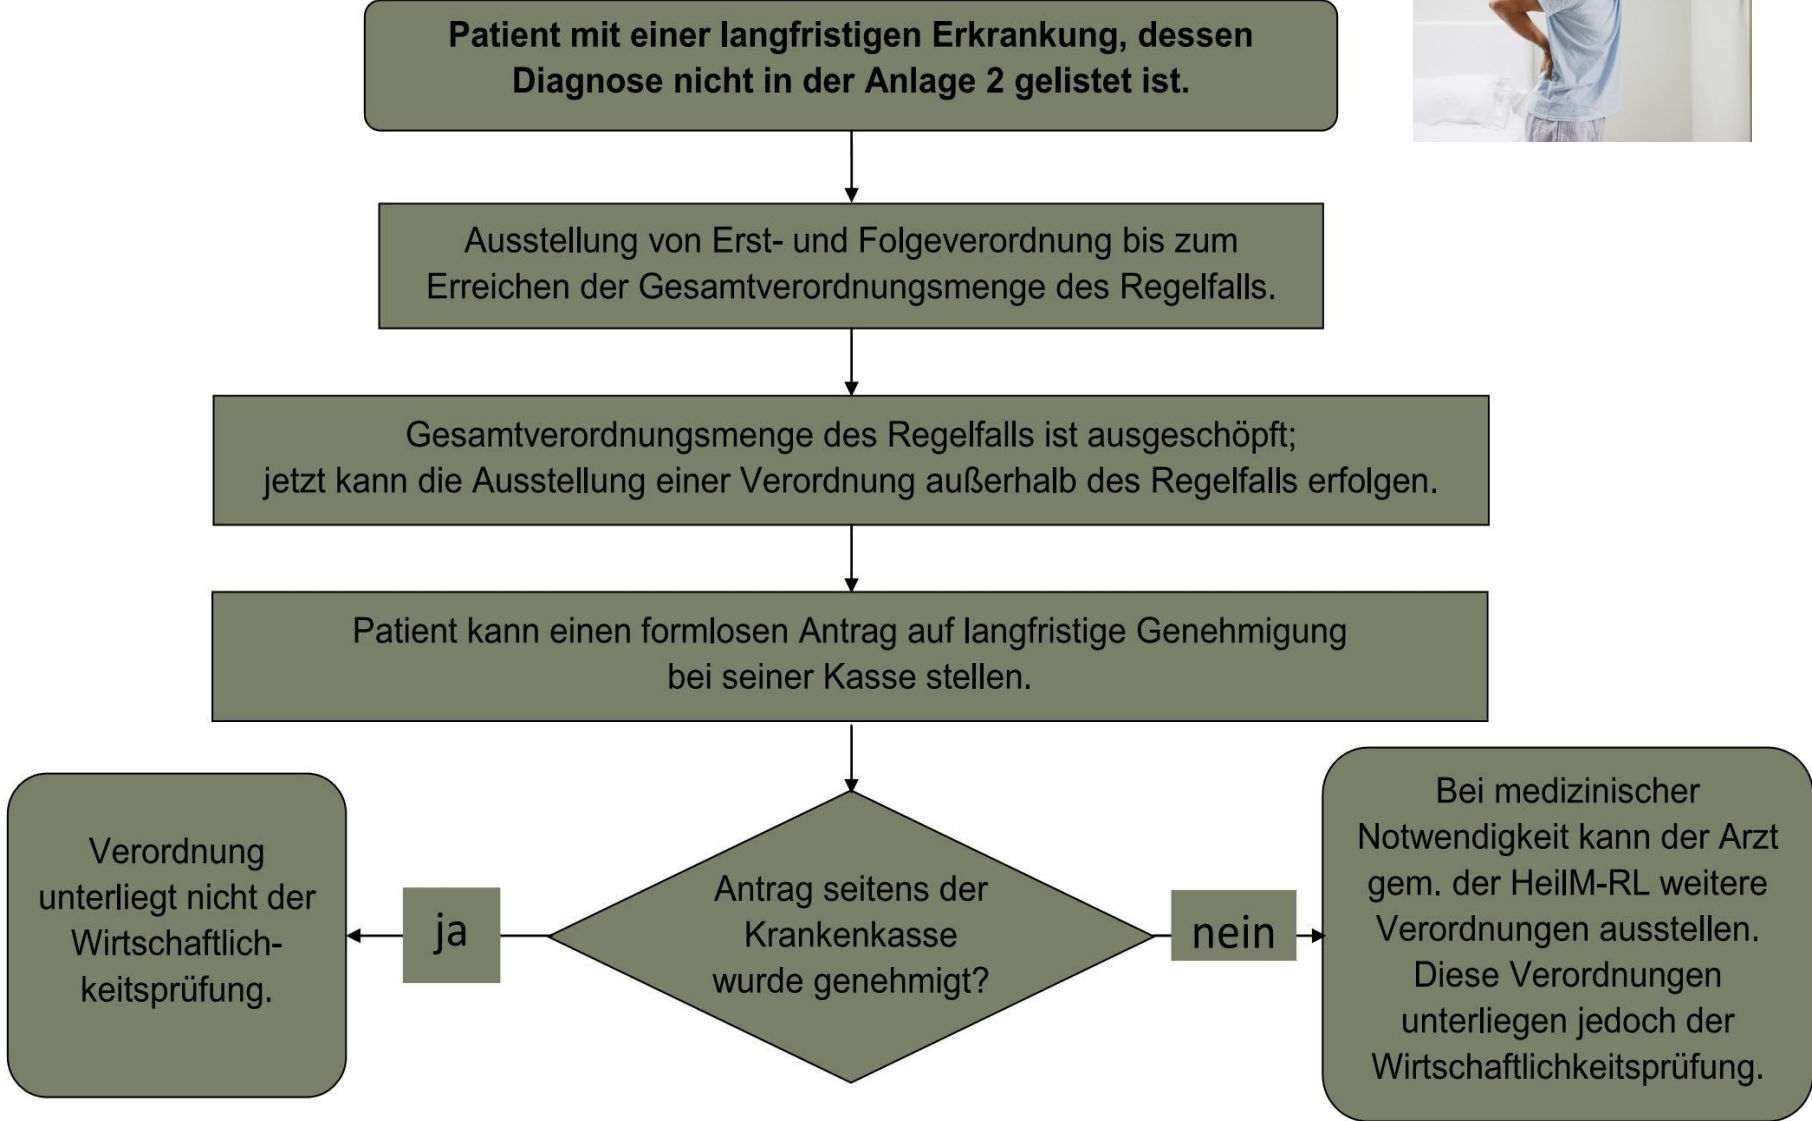 Patient mit einer langfristigen Erkrankung, dessen
Diagnose nicht in der Anlage 2 gelistet ist.
Ausstellung von Erst- und Folgeverordnung bis zum
Erreichen der Gesamtverordnungsmenge des Regelfalls.
Gesamtverordnungsmenge des Regelfalls ist ausgeschöpft;
jetzt kann die Ausstellung einer Verordnung außerhalb des Regelfalls erfolgen.
Patient kann einen formlosen Antrag auf langfristige Genehmigung
bei seiner Kasse stellen.
Verordnung
unterliegt nicht der
Wirtschaftlich-
keitsprüfung.
ja
Antrag seitens der
Krankenkasse
wurde genehmigt?
nein
Bei medizinischer
Notwendigkeit kann der Arzt
gem. der HeilM-RL weitere
Verordnungen ausstellen.
Diese Verordnungen
unterliegen jedoch der
Wirtschaftlichkeitsprüfung.